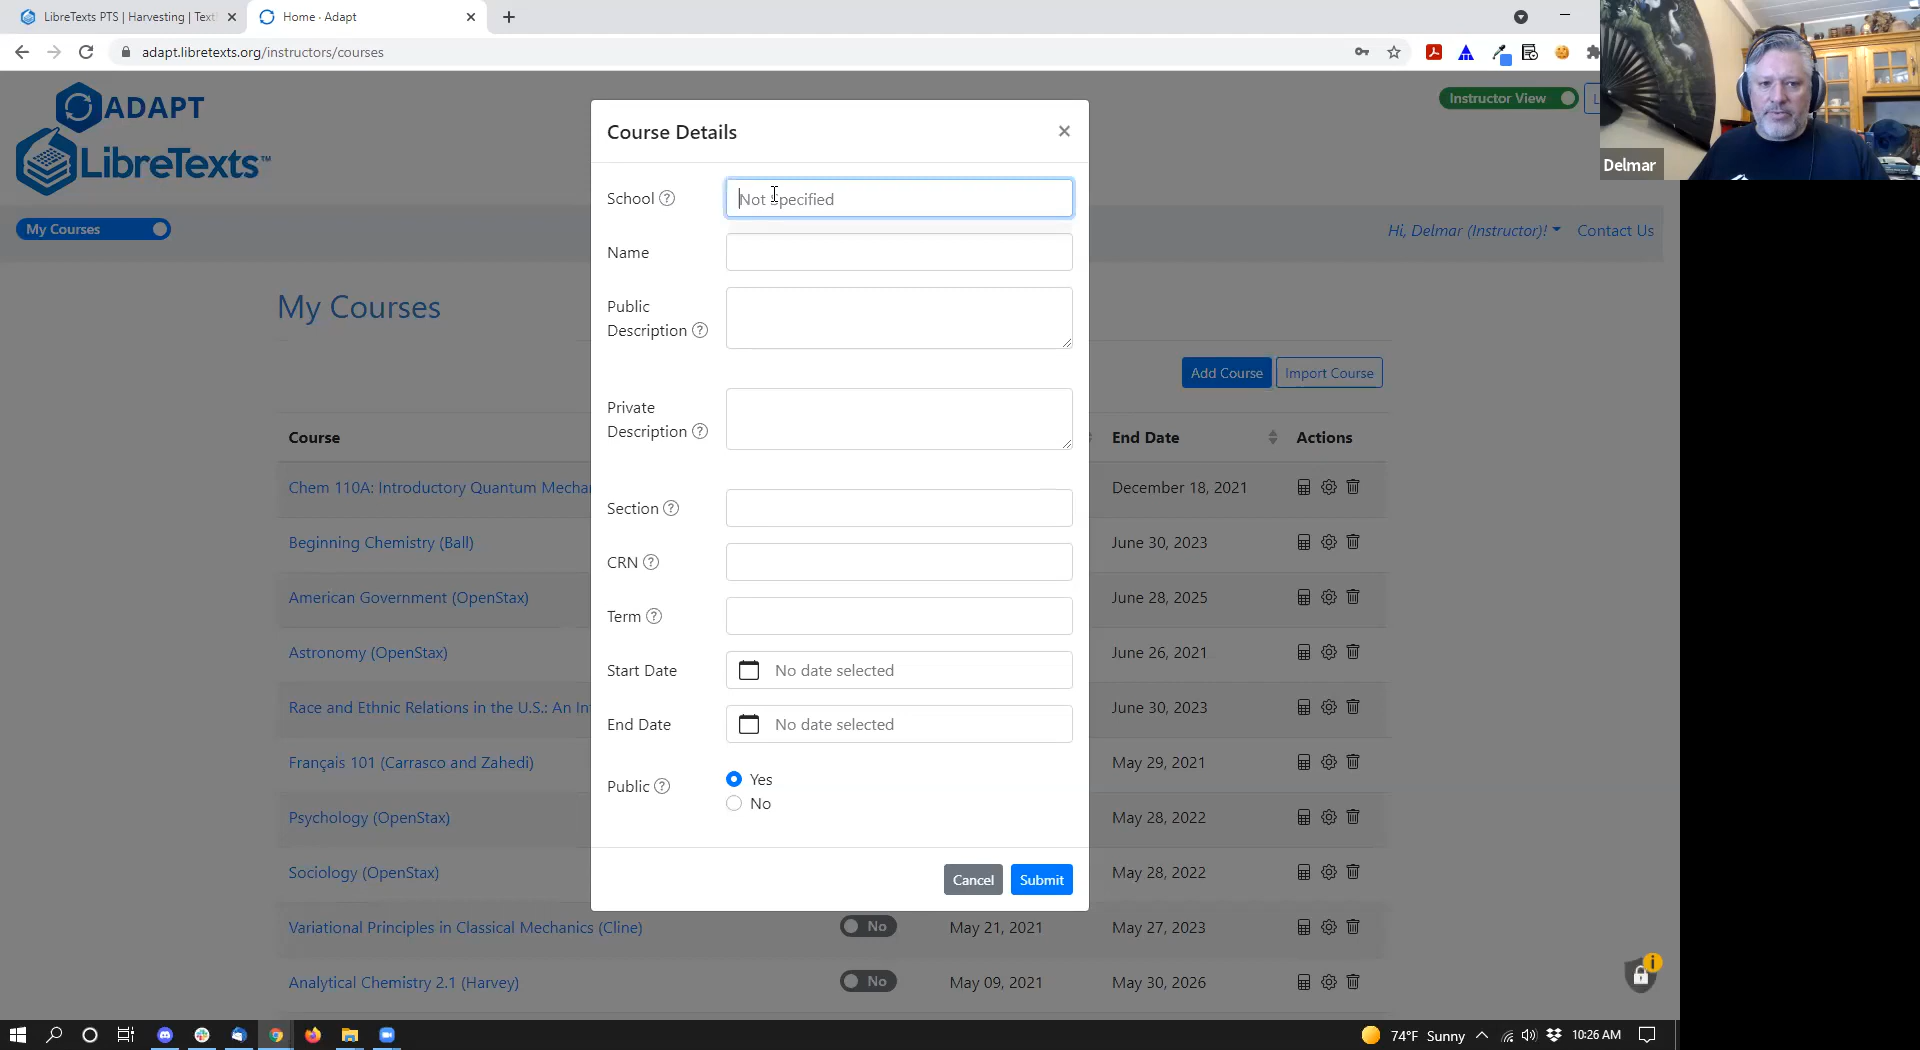 LibreTexts PTS | Harvesting | Text
Home · Adapt
adapt.libretexts.org/instructors/courses
ADAPT
LibreTexts™
Instructor View
L
Delmar
My Courses
Hi, Delmar (Instructor)!
Contact Us
My Courses
Add Course
Import Course
Course
End Date
Actions
Chem 110A: Introductory Quantum Mecha
December 18, 2021
Beginning Chemistry (Ball)
June 30, 2023
American Government (OpenStax)
June 28, 2025
Astronomy (OpenStax)
June 26, 2021
Race and Ethnic Relations in the U.S.: An In
June 30, 2023
Français 101 (Carrasco and Zahedi)
May 29, 2021
Psychology (OpenStax)
May 28, 2022
Sociology (OpenStax)
May 28, 2022
Variational Principles in Classical Mechanics (Cline)
No
May 21, 2021
May 27, 2023
Analytical Chemistry 2.1 (Harvey)
No
May 09, 2021
May 30, 2026
Course Details
School
Not specified
Name
Public
Description
Private
Description
Section
CRN
Term
Start Date
No date selected
End Date
No date selected
Public
Yes
No
Cancel
Submit
74°F Sunny
10:26 AM